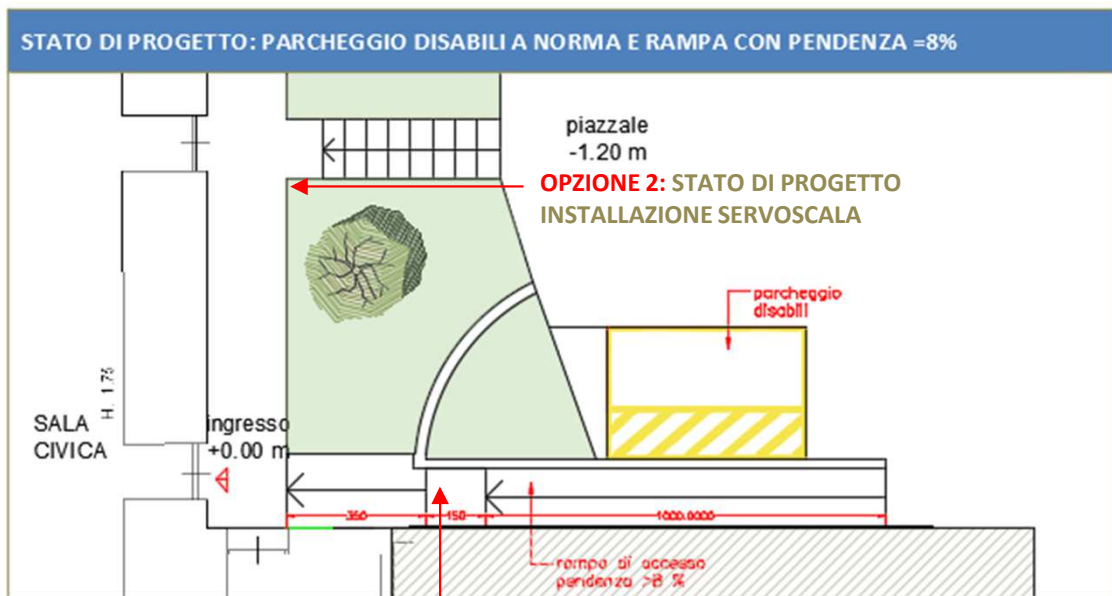 STATO DI PROGETTO: PARCHEGGIO DISABILI A NORMA E RAMPA CON PENDENZA =8%
piazzale
-1.20 m
OPZIONE 2: STATO DI PROGETTO
INSTALLAZIONE SERVOSCALA
parcheggio
disabili
H. 1.75
SALA
CIVICA
ingresso
+0.00 m
350
150
1000.0000
rampa di accesso
pendenza >8 %